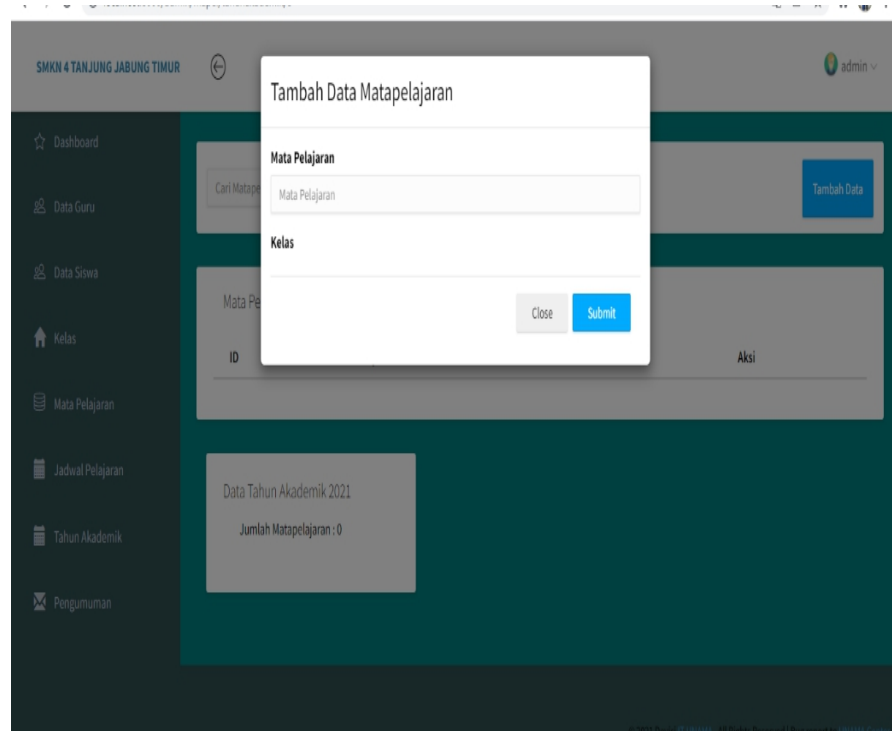 SMKN 4 TANJUNG JABUNG TIMUR
admin
Tambah Data Matapelajaran
Dashboard
Mata Pelajaran
Cari Matape
Mata Pelajaran
Tambah Data
Data Guru
Kelas
Data Siswa
Mata Pe
Close
Submit
Kelas
ID
Aksi
Mata Pelajaran
Jadwal Pelajaran
Data Tahun Akademik 2021
Jumlah Matapelajaran : 0
Tahun Akademik
Pengumuman